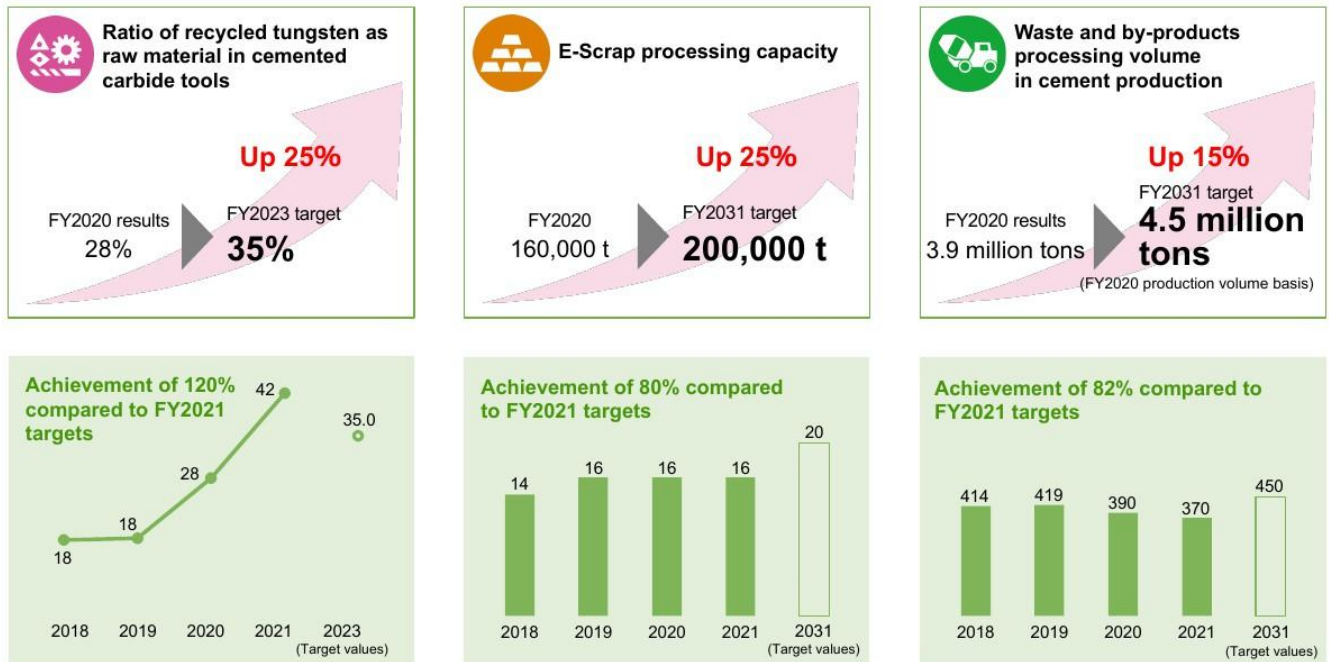 Ratio of recycled tungsten as
raw material in cemented
carbide tools
Up 25%
FY2020 results
28%
FY2023 target
35%
E-Scrap processing capacity
Up 25%
FY2020
160,000 t
FY2031 target
200,000 t
Waste and by-products
processing volume
in cement production
Up 15%
FY2020 results
3.9 million tons
FY2031 target
4.5 million
tons
(FY2020 production volume basis)
Achievement of 120%
compared to FY2021
targets
18
18
28
42
35.0
2018 2019 2020 2021 2023
(Target values)
Achievement of 80% compared
to FY2021 targets
14 16 16 16 20
2018 2019 2020 2021 2031
(Target values)
Achievement of 82% compared to
FY2021 targets
414 419 390 370 450
2018 2019 2020 2021 2031
(Target values)